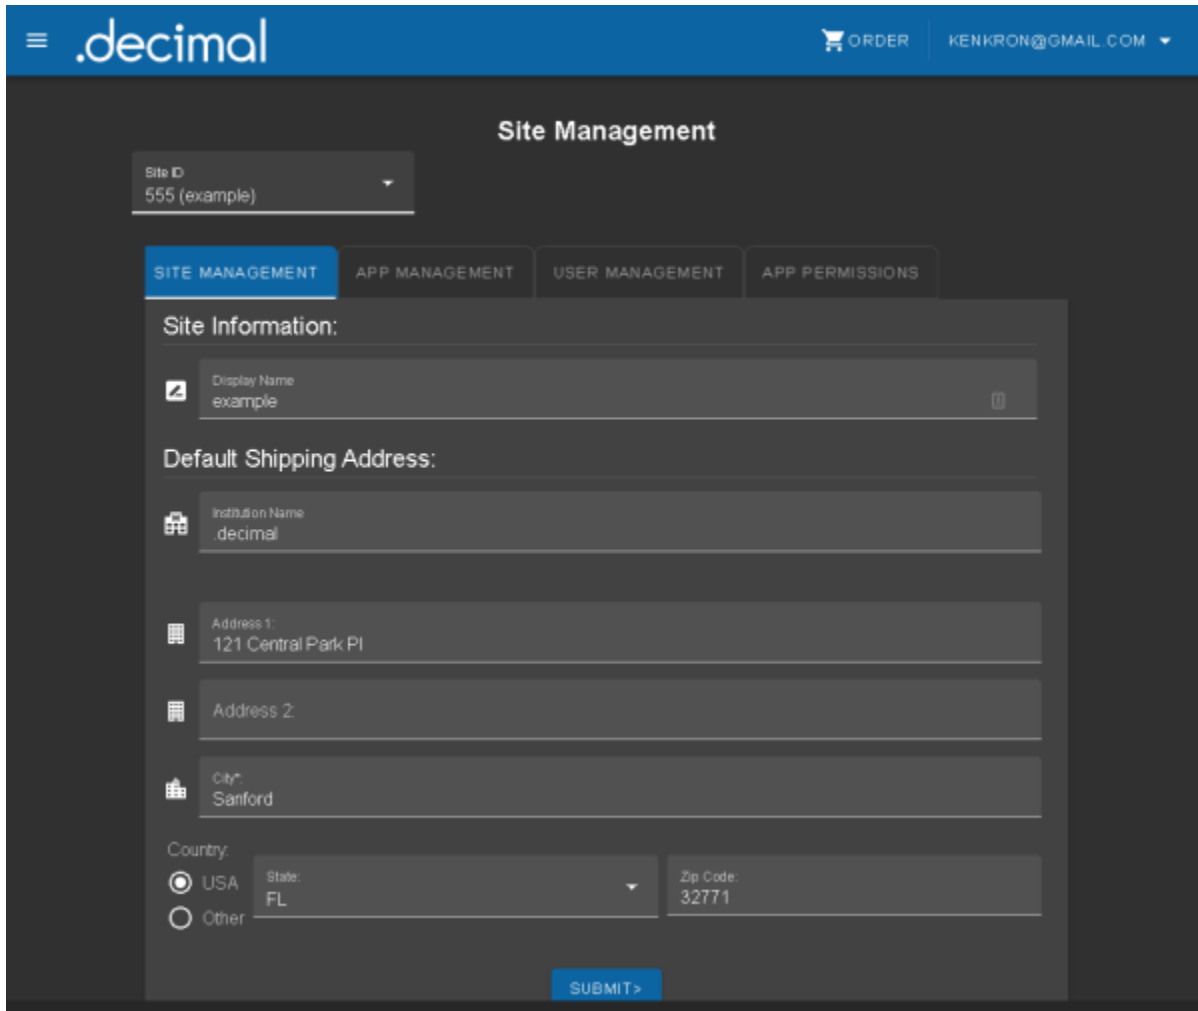 .decimal
ORDER
KENKRON@GMAIL.COM
Site Management
Site ID
555 (example)
SITE MANAGEMENT
APP MANAGEMENT
USER MANAGEMENT
APP PERMISSIONS
Site Information:
Display Name
example
Default Shipping Address:
Institution Name
.decimal
Address 1:
121 Central Park Pl
Address 2:
City*:
Sanford
Country:
USA
State:
FL
Zip Code:
32771
Other
SUBMIT>